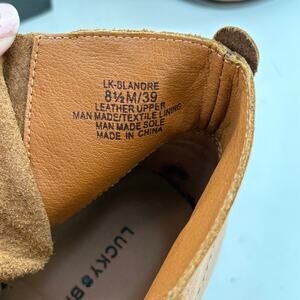 LK-BLANDRE
8½M/39
LEATHER UPPER
MAN MADE/TEXTILE LINING
MAN MADE SOLE
MADE IN CHINA
LUCKY